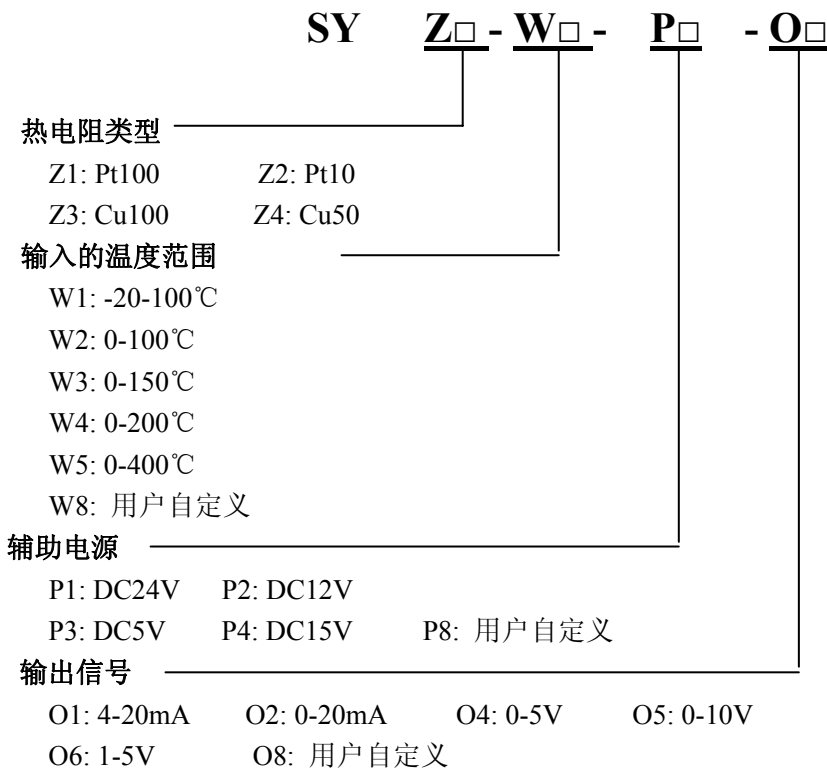 SY Z□ - W□ - P□ - O□
热电阻类型
Z1: Pt100 Z2: Pt10
Z3: Cu100 Z4: Cu50
输入的温度范围
W1: -20-100℃
W2: 0-100℃
W3: 0-150℃
W4: 0-200℃
W5: 0-400℃
W8: 用户自定义
辅助电源
P1: DC24V P2: DC12V
P3: DC5V P4: DC15V P8: 用户自定义
输出信号
O1: 4-20mA O2: 0-20mA O4: 0-5V O5: 0-10V
O6: 1-5V O8: 用户自定义